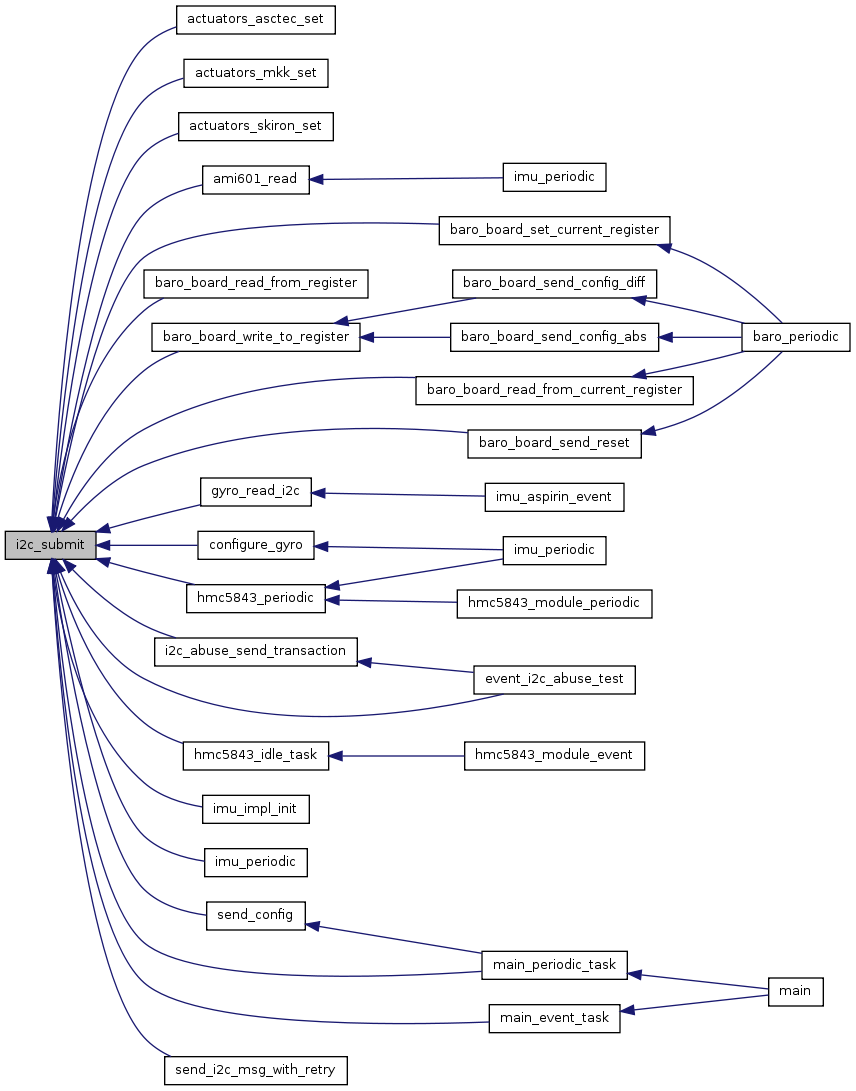 actuators_asctec_set
actuators_mkk_set
actuators_skiron_set
ami601_read
imu_periodic
baro_board_set_current_register
baro_board_read_from_register
baro_board_send_config_diff
baro_board_write_to_register
baro_board_send_config_abs
baro_periodic
baro_board_read_from_current_register
baro_board_send_reset
gyro_read_i2c
imu_aspirin_event
i2c_submit
configure_gyro
imu_periodic
hmc5843_periodic
hmc5843_module_periodic
i2c_abuse_send_transaction
event_i2c_abuse_test
hmc5843_idle_task
hmc5843_module_event
imu_impl_init
imu_periodic
send_config
main_periodic_task
main
main_event_task
send_i2c_msg_with_retry